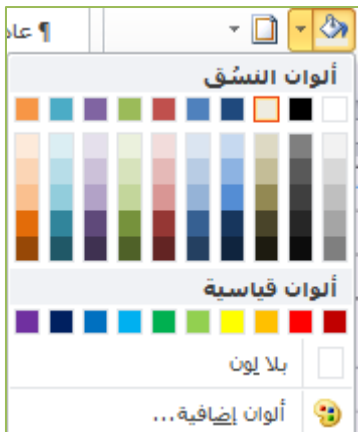 ¶ عاد
ألوان النسُق
ألوان قياسية
بلا لون
ألوان إضافية...